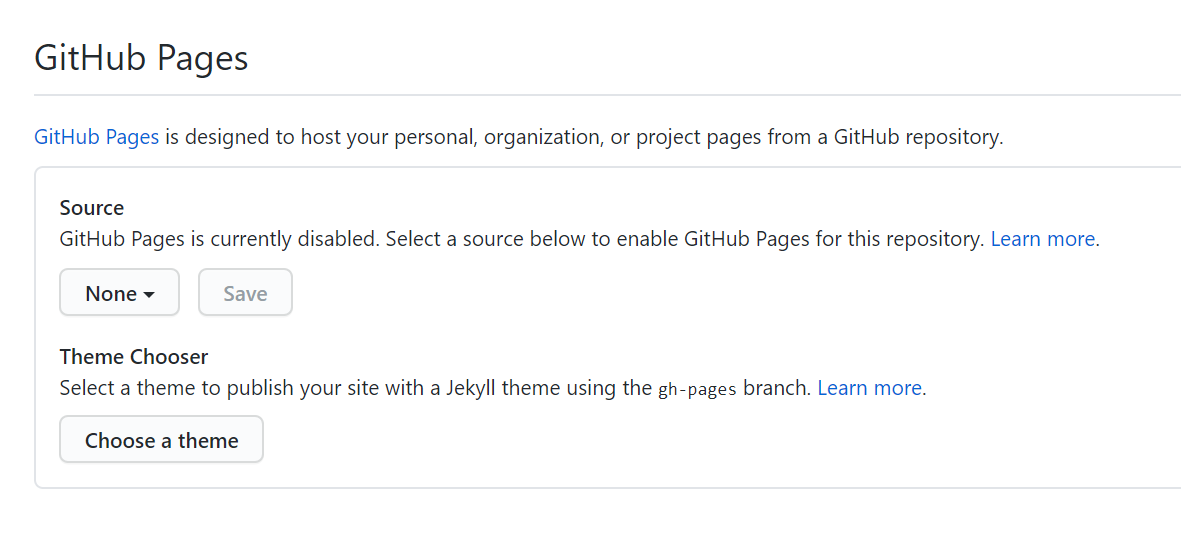 GitHub Pages
GitHub Pages is designed to host your personal, organization, or project pages from a GitHub repository.
Source
GitHub Pages is currently disabled. Select a source below to enable GitHub Pages for this repository. Learn more.
None Save
Theme Chooser
Select a theme to publish your site with a Jekyll theme using the gh-pages branch. Learn more.
Choose a theme